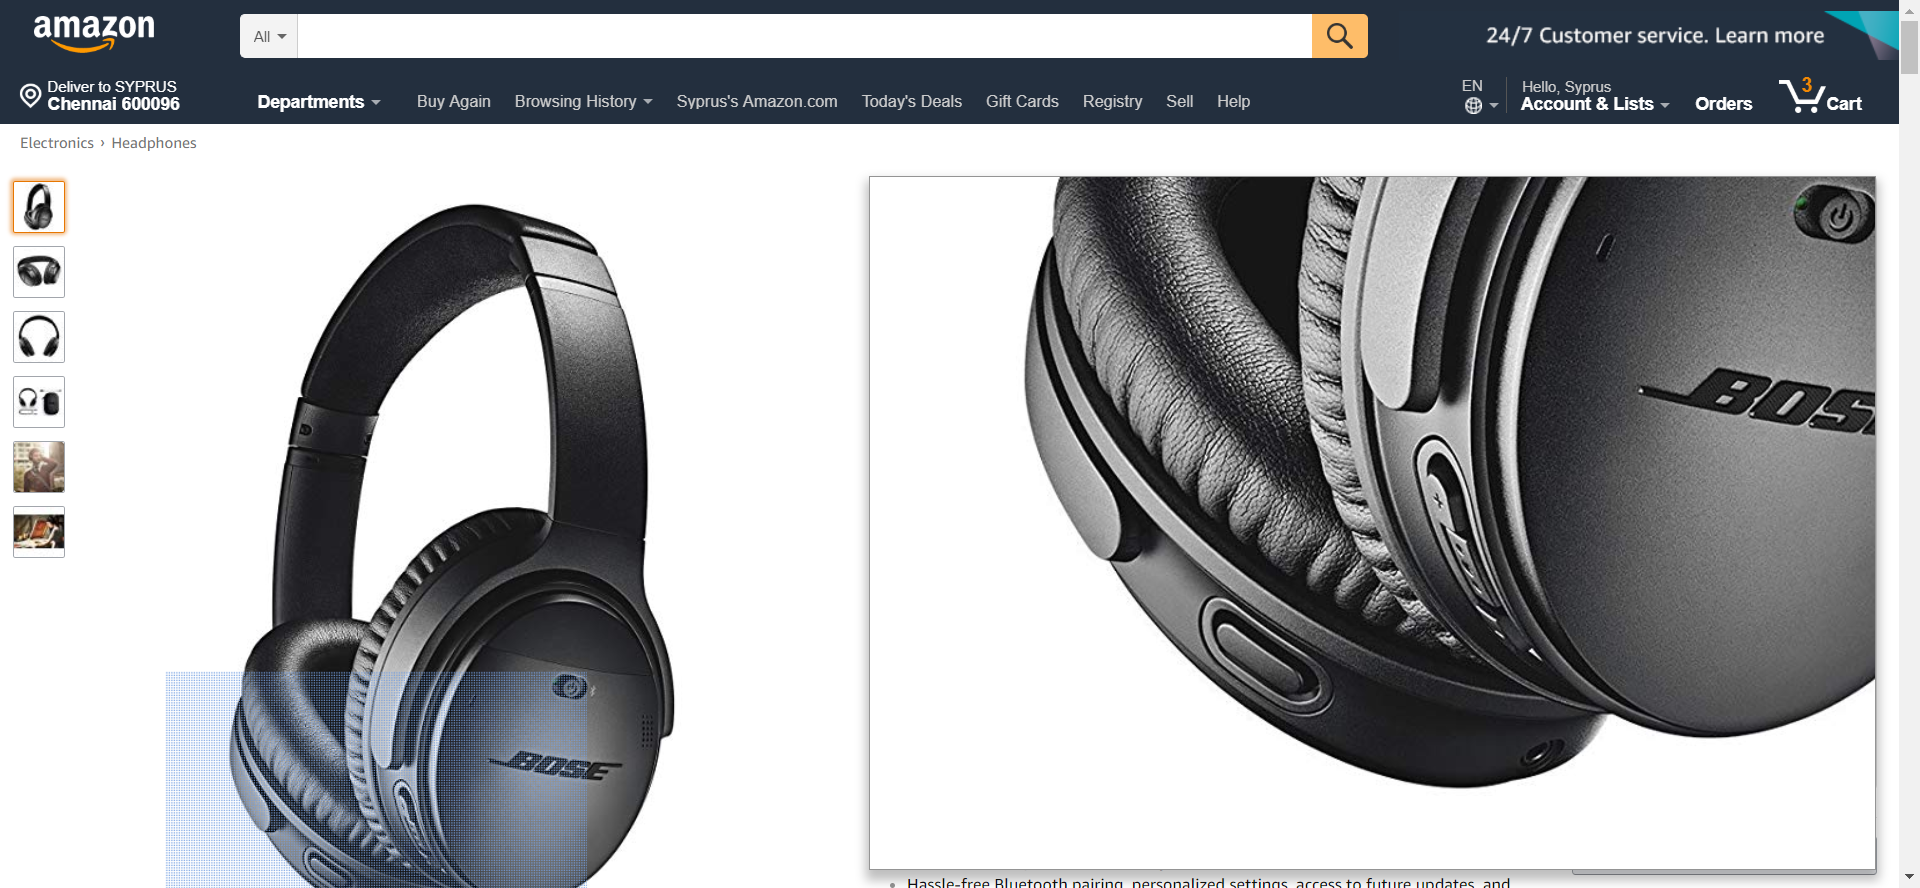 amazon
All
24/7 Customer service. Learn more
Deliver to SYPRUS
Chennai 600096
Departments
Buy Again
Browsing History
Syprus's Amazon.com
Today's Deals
Gift Cards
Registry
Sell
Help
EN
Hello, Syprus
Account & Lists
Orders
3
Cart
Electronics › Headphones
BOSE
BOSE
Hassle-free Bluetooth pairing, personalized settings, access to future updates, and